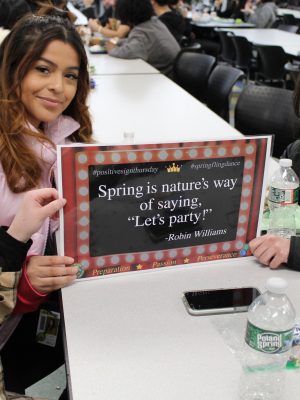 #positivesignthursday #springflingdance
Spring is nature's way
of saying,
"Let's party!"
-Robin Williams
Preparation ★ Passion ★ Perseverance
Poland
Spring